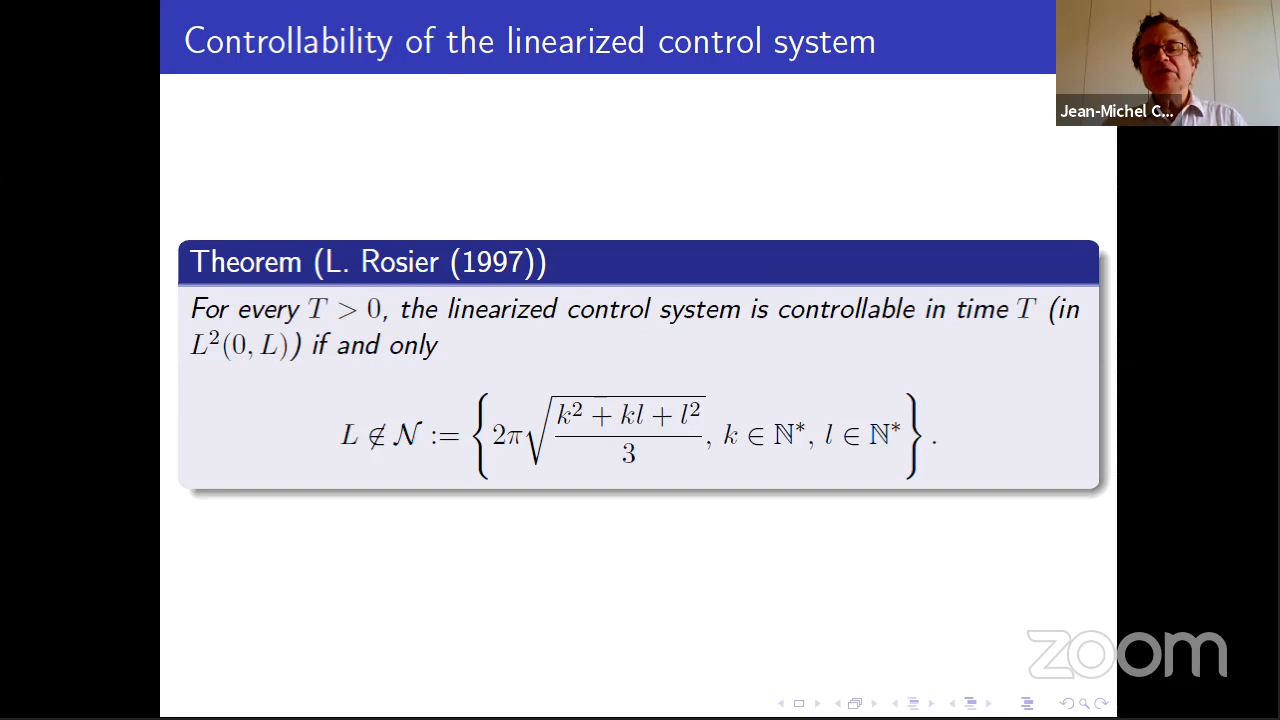 Controllability of the linearized control system
Jean-Michel C...
Theorem (L. Rosier (1997))
For every T > 0, the linearized control system is controllable in time T (in
L²(0, L)) if and only
L ∉ 𝒩 := { 2π √((k² + kl + l²)/3), k ∈ ℕ*, l ∈ ℕ* } .
zoom